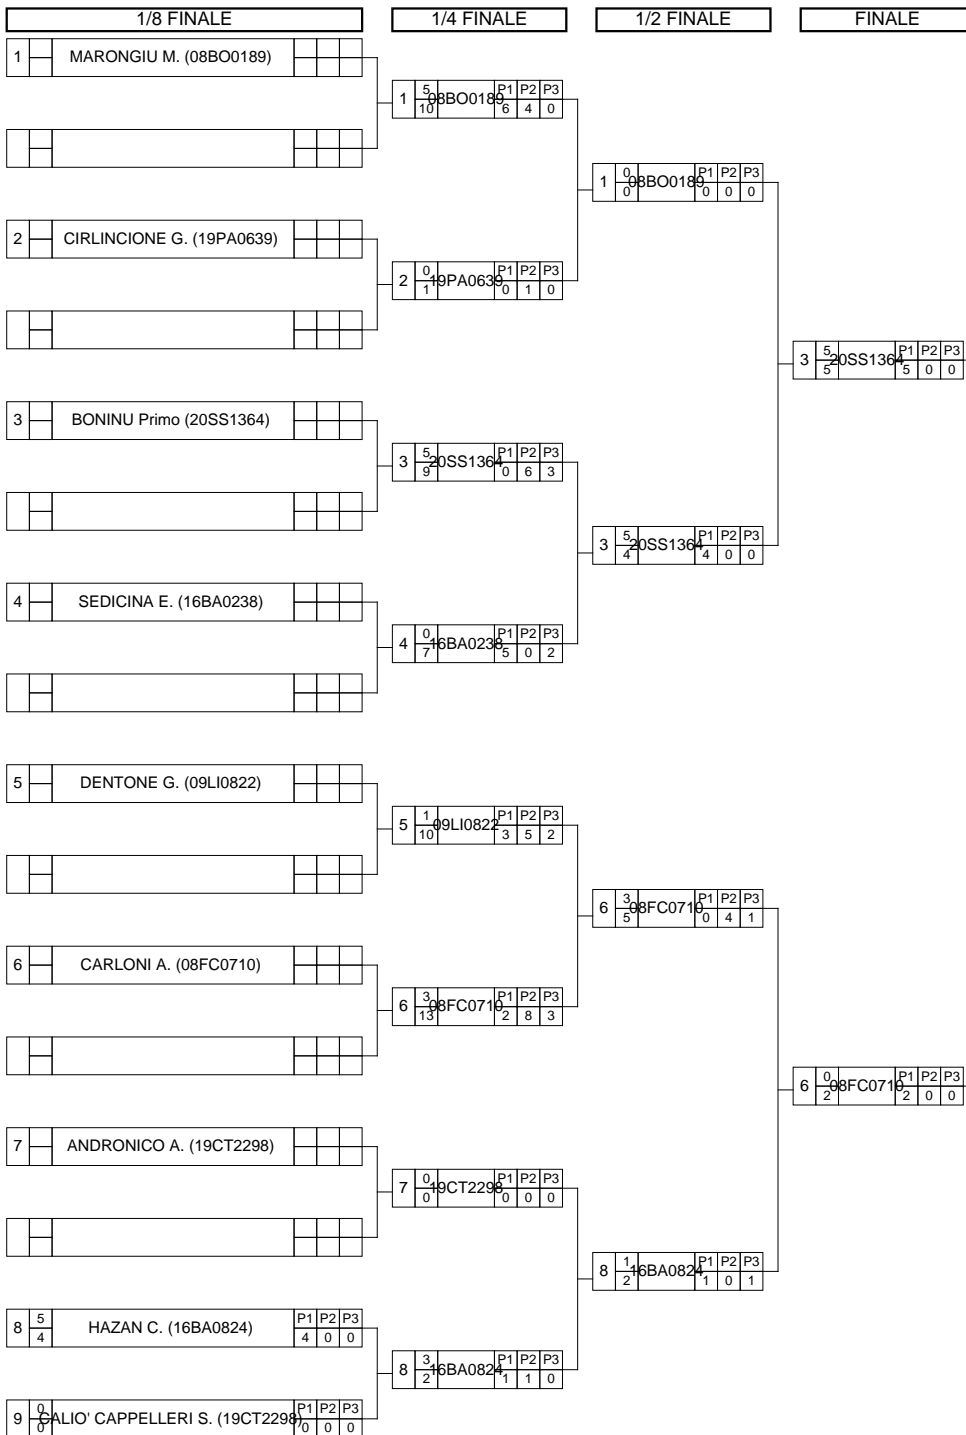 1/8 FINALE 1/4 FINALE 1/2 FINALE FINALE
1 MARONGIU M. (08BO0189)
1 5 10 08BO0189 P1 P2 P3 6 4 0
1 0 0 08BO0189 P1 P2 P3 0 0 0
2 CIRLINCIONE G. (19PA0639)
2 0 1 19PA0639 P1 P2 P3 0 1 0
3 5 5 20SS1364 P1 P2 P3 5 0 0
3 BONINU Primo (20SS1364)
3 5 9 20SS1364 P1 P2 P3 0 6 3
3 5 4 20SS1364 P1 P2 P3 4 0 0
4 SEDICINA E. (16BA0238)
4 0 7 16BA0238 P1 P2 P3 5 0 2
5 DENTONE G. (09LI0822)
5 1 10 09LI0822 P1 P2 P3 3 5 2
6 3 5 08FC0710 P1 P2 P3 0 4 1
6 CARLONI A. (08FC0710)
6 3 13 08FC0710 P1 P2 P3 2 8 3
6 0 2 08FC0710 P1 P2 P3 2 0 0
7 ANDRONICO A. (19CT2298)
7 0 0 19CT2298 P1 P2 P3 0 0 0
8 1 2 16BA0824 P1 P2 P3 1 0 1
8 5 4 HAZAN C. (16BA0824) P1 P2 P3 4 0 0
8 3 2 16BA0824 P1 P2 P3 1 1 0
9 0 0 CALIO' CAPPELLERI S. (19CT2298) P1 P2 P3 0 0 0